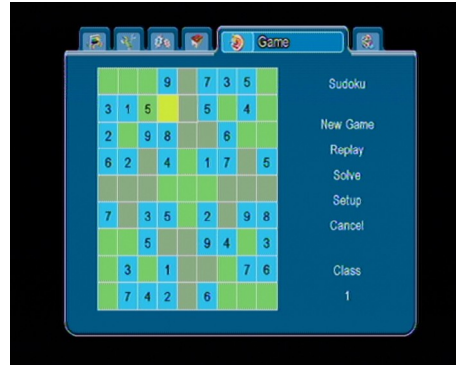 Game
9 7 3 5
3 1 5 5 4
2 9 8 6
6 2 4 1 7 5
7 3 5 2 9 8
5 9 4 3
3 1 7 6
7 4 2 6
Sudoku
New Game
Replay
Solve
Setup
Cancel
Class
1